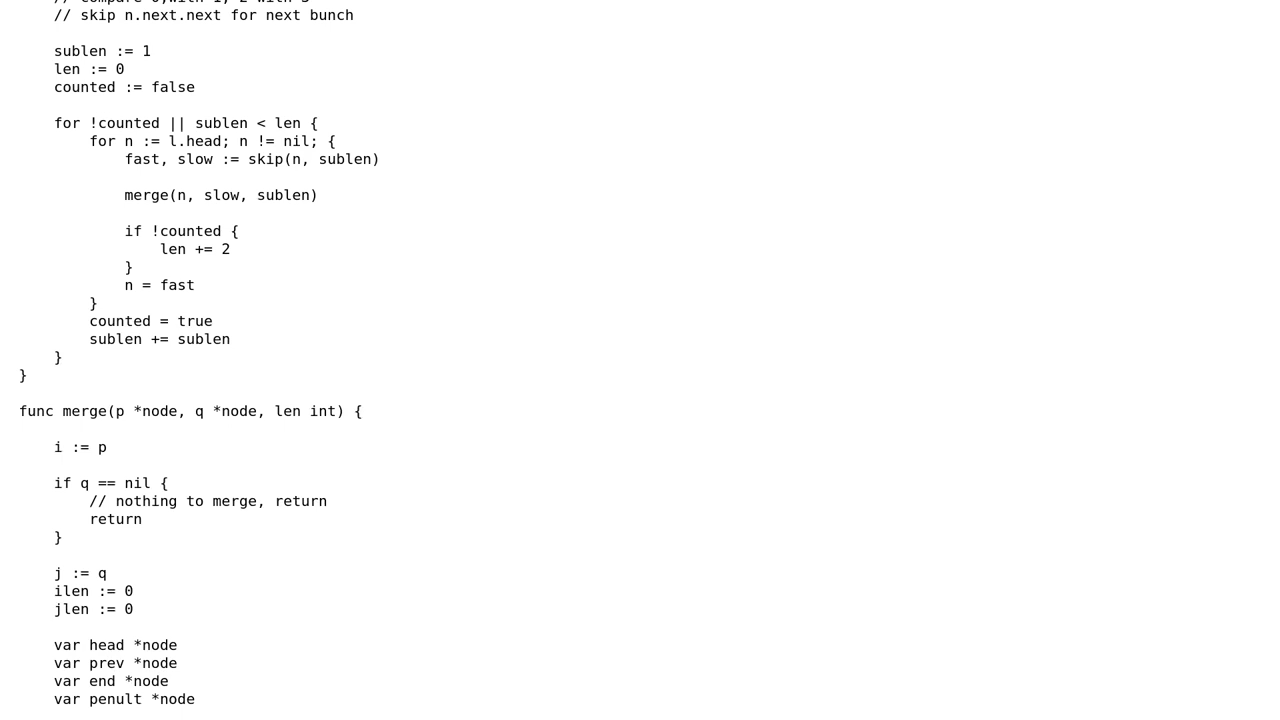 // skip n.next.next for next bunch
sublen := 1
len := 0
counted := false
for !counted || sublen < len {
for n := l.head; n != nil; {
fast, slow := skip(n, sublen)
merge(n, slow, sublen)
if !counted {
len += 2
}
n = fast
}
counted = true
sublen += sublen
}
}
func merge(p *node, q *node, len int) {
i := p
if q == nil {
// nothing to merge, return
return
}
j := q
ilen := 0
jlen := 0
var head *node
var prev *node
var end *node
var penult *node